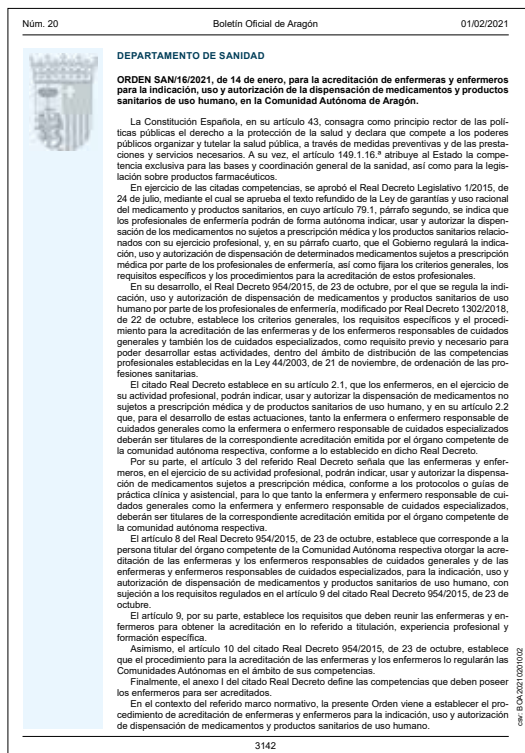 Núm. 20
Boletín Oficial de Aragón
01/02/2021
DEPARTAMENTO DE SANIDAD
ORDEN SAN/16/2021, de 14 de enero, para la acreditación de enfermeras y enfermeros
para la indicación, uso y autorización de la dispensación de medicamentos y productos
sanitarios de uso humano, en la Comunidad Autónoma de Aragón.
La Constitución Española, en su artículo 43, consagra como principio rector de las polí-
ticas públicas el derecho a la protección de la salud y declara que compete a los poderes
públicos organizar y tutelar la salud pública, a través de medidas preventivas y de las presta-
ciones y servicios necesarios. A su vez, el artículo 149.1.16.ª atribuye al Estado la compe-
tencia exclusiva para las bases y coordinación general de la sanidad, así como para la legis-
lación sobre productos farmacéuticos.
En ejercicio de las citadas competencias, se aprobó el Real Decreto Legislativo 1/2015, de
24 de julio, mediante el cual se aprueba el texto refundido de la Ley de garantías y uso racional
del medicamento y productos sanitarios, en cuyo artículo 79.1, párrafo segundo, se indica que
los profesionales de enfermería podrán de forma autónoma indicar, usar y autorizar la dispen-
sación de los medicamentos no sujetos a prescripción médica y los productos sanitarios relacio-
nados con su ejercicio profesional, y, en su párrafo cuarto, que el Gobierno regulará la indica-
ción, uso y autorización de dispensación de determinados medicamentos sujetos a prescripción
médica por parte de los profesionales de enfermería, así como fijara los criterios generales, los
requisitos específicos y los procedimientos para la acreditación de estos profesionales.
En su desarrollo, el Real Decreto 954/2015, de 23 de octubre, por el que se regula la indi-
cación, uso y autorización de dispensación de medicamentos y productos sanitarios de uso
humano por parte de los profesionales de enfermería, modificado por Real Decreto 1302/2018,
de 22 de octubre, establece los criterios generales, los requisitos específicos y el procedi-
miento para la acreditación de las enfermeras y de los enfermeros responsables de cuidados
generales y también los de cuidados especializados, como requisito previo y necesario para
poder desarrollar estas actividades, dentro del ámbito de distribución de las competencias
profesionales establecidas en la Ley 44/2003, de 21 de noviembre, de ordenación de las pro-
fesiones sanitarias.
El citado Real Decreto establece en su artículo 2.1, que los enfermeros, en el ejercicio de
su actividad profesional, podrán indicar, usar y autorizar la dispensación de medicamentos no
sujetos a prescripción médica y de productos sanitarios de uso humano, y en su artículo 2.2
que, para el desarrollo de estas actuaciones, tanto la enfermera o enfermero responsable de
cuidados generales como la enfermera o enfermero responsable de cuidados especializados
deberán ser titulares de la correspondiente acreditación emitida por el órgano competente de
la comunidad autónoma respectiva, conforme a lo establecido en dicho Real Decreto.
Por su parte, el artículo 3 del referido Real Decreto señala que las enfermeras y enfer-
meros, en el ejercicio de su actividad profesional, podrán indicar, usar y autorizar la dispensa-
ción de medicamentos sujetos a prescripción médica, conforme a los protocolos o guías de
práctica clínica y asistencial, para lo que tanto la enfermera y enfermero responsable de cui-
dados generales como la enfermera y enfermero responsable de cuidados especializados,
deberán ser titulares de la correspondiente acreditación emitida por el órgano competente de
la comunidad autónoma respectiva.
El artículo 8 del Real Decreto 954/2015, de 23 de octubre, establece que corresponde a la
persona titular del órgano competente de la Comunidad Autónoma respectiva otorgar la acre-
ditación de las enfermeras y los enfermeros responsables de cuidados generales y de las
enfermeras y enfermeros responsables de cuidados especializados, para la indicación, uso y
autorización de dispensación de medicamentos y productos sanitarios de uso humano, con
sujeción a los requisitos regulados en el artículo 9 del citado Real Decreto 954/2015, de 23 de
octubre.
El artículo 9, por su parte, establece los requisitos que deben reunir las enfermeras y en-
fermeros para obtener la acreditación en lo referido a titulación, experiencia profesional y
formación específica.
Asimismo, el artículo 10 del citado Real Decreto 954/2015, de 23 de octubre, establece
que el procedimiento para la acreditación de las enfermeras y los enfermeros lo regularán las
Comunidades Autónomas en el ámbito de sus competencias.
Finalmente, el anexo I del citado Real Decreto define las competencias que deben poseer
los enfermeros para ser acreditados.
En el contexto del referido marco normativo, la presente Orden viene a establecer el pro-
cedimiento de acreditación de enfermeras y enfermeros para la indicación, uso y autorización
de dispensación de medicamentos y productos sanitarios de uso humano.
csv: BOA20210201002
3142